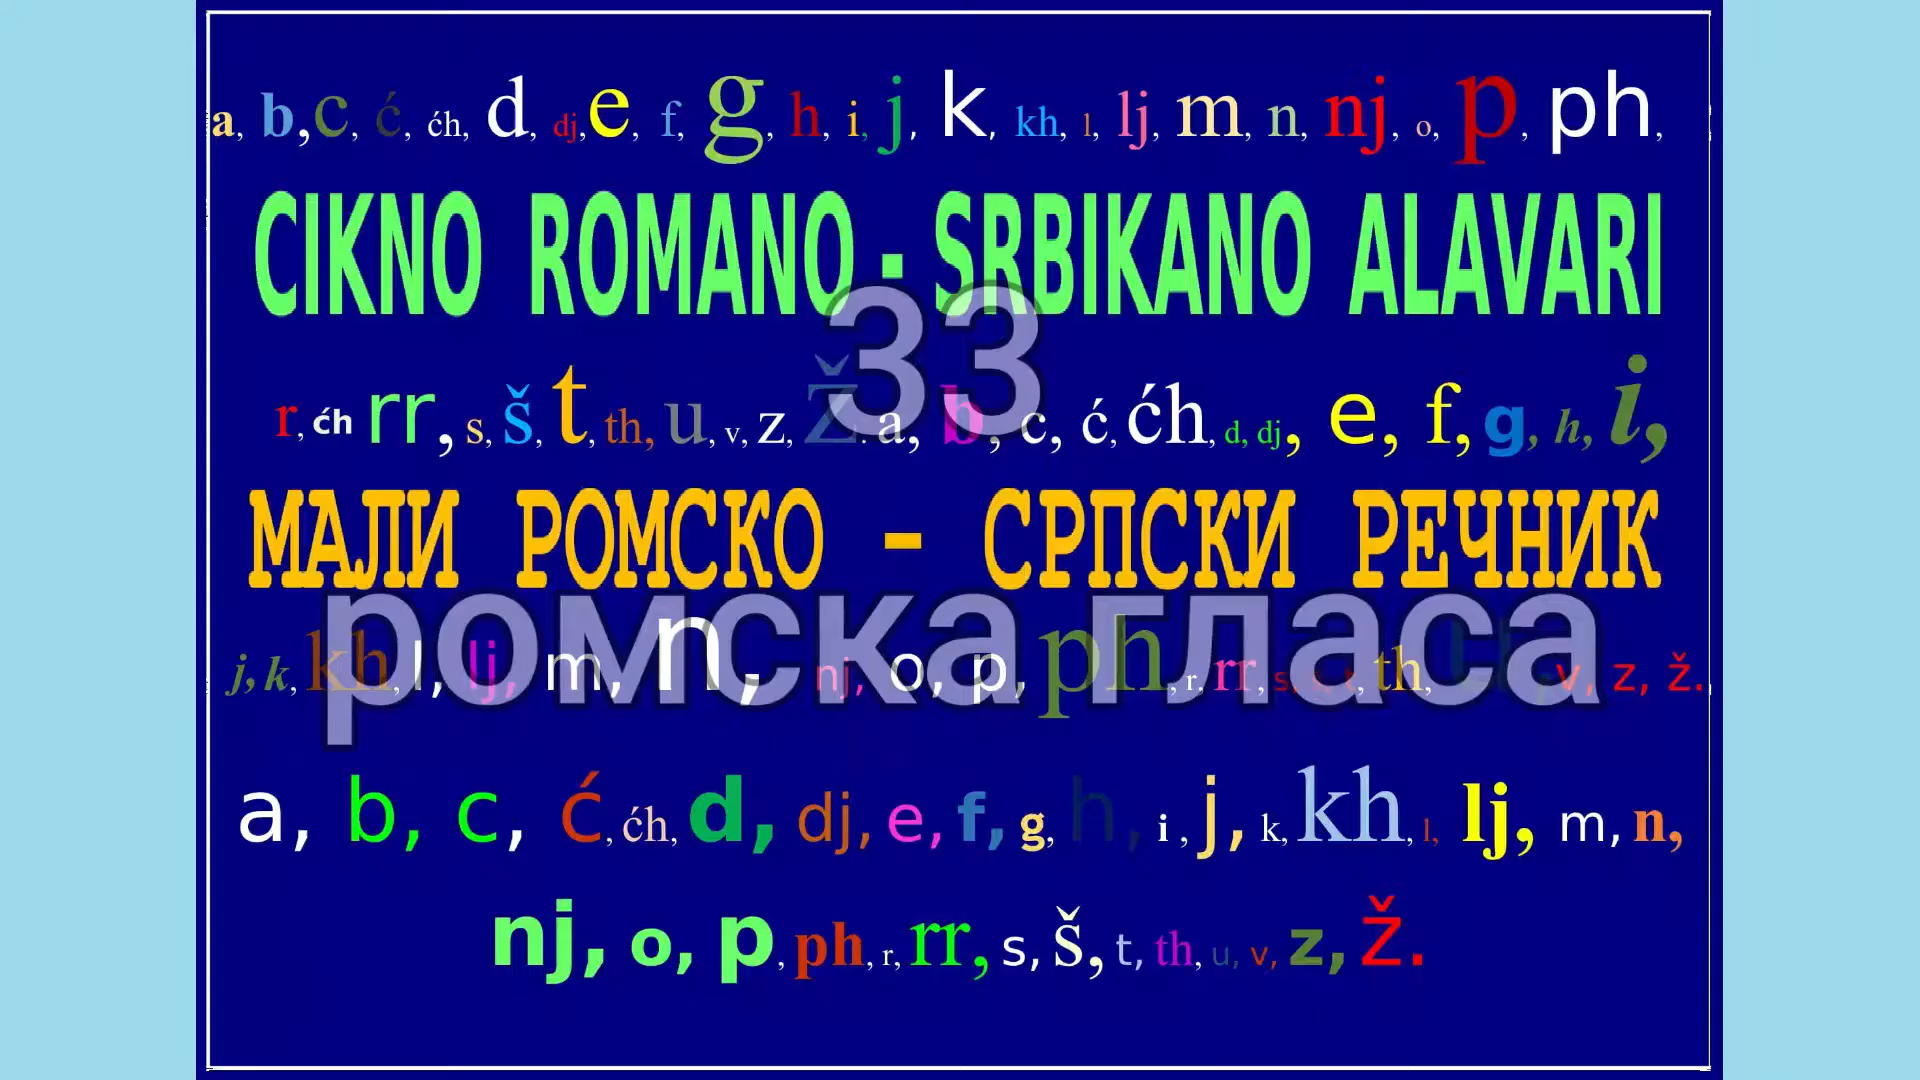 a, b,c, ć, ćh, d, dj,e, f, g, h, i, j, k, kh, l, lj, m, n, nj, o, p, ph,
CIKNO ROMANO - SRBIKANO ALAVARI
33
r, ćh rr, s, š, t, th, u, v, z, ž. a, b, c, ć, ćh, d, dj, e, f, g, h, i,
МАЛИ РОМСКО - СРПСКИ РЕЧНИК
ромска гласа
j, k, kh, l, lj, m, n, nj, o, p, ph, r, rr, s, š, t, th, u, v, z, ž.
a, b, c, ć, ćh, d, dj, e, f, g, h, i, j, k, kh, l, lj, m, n,
nj, o, p, ph, r, rr, s, š, t, th, u, v, z, ž.